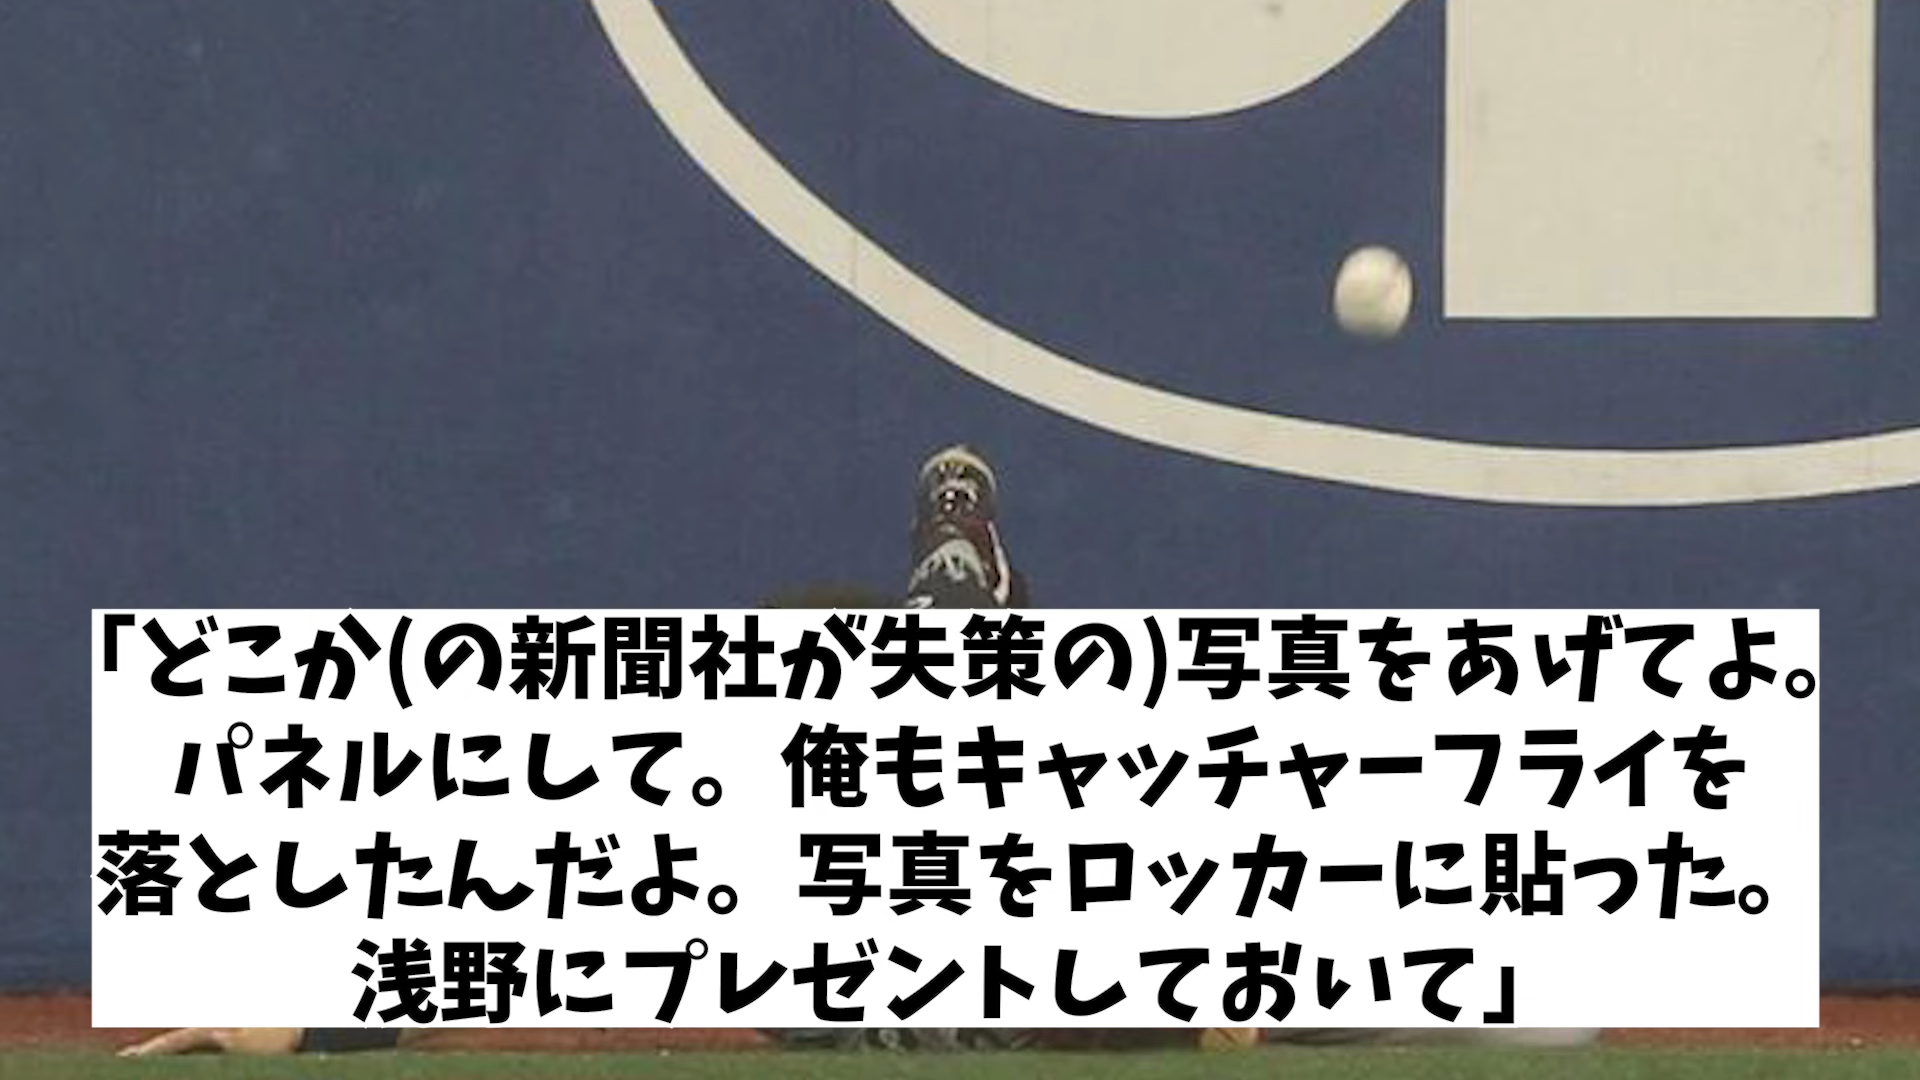 「どこか(の新聞社が失策の)写真をあげてよ。
パネルにして。俺もキャッチャーフライを
落としたんだよ。写真をロッカーに貼った。
浅野にプレゼントしておいて」